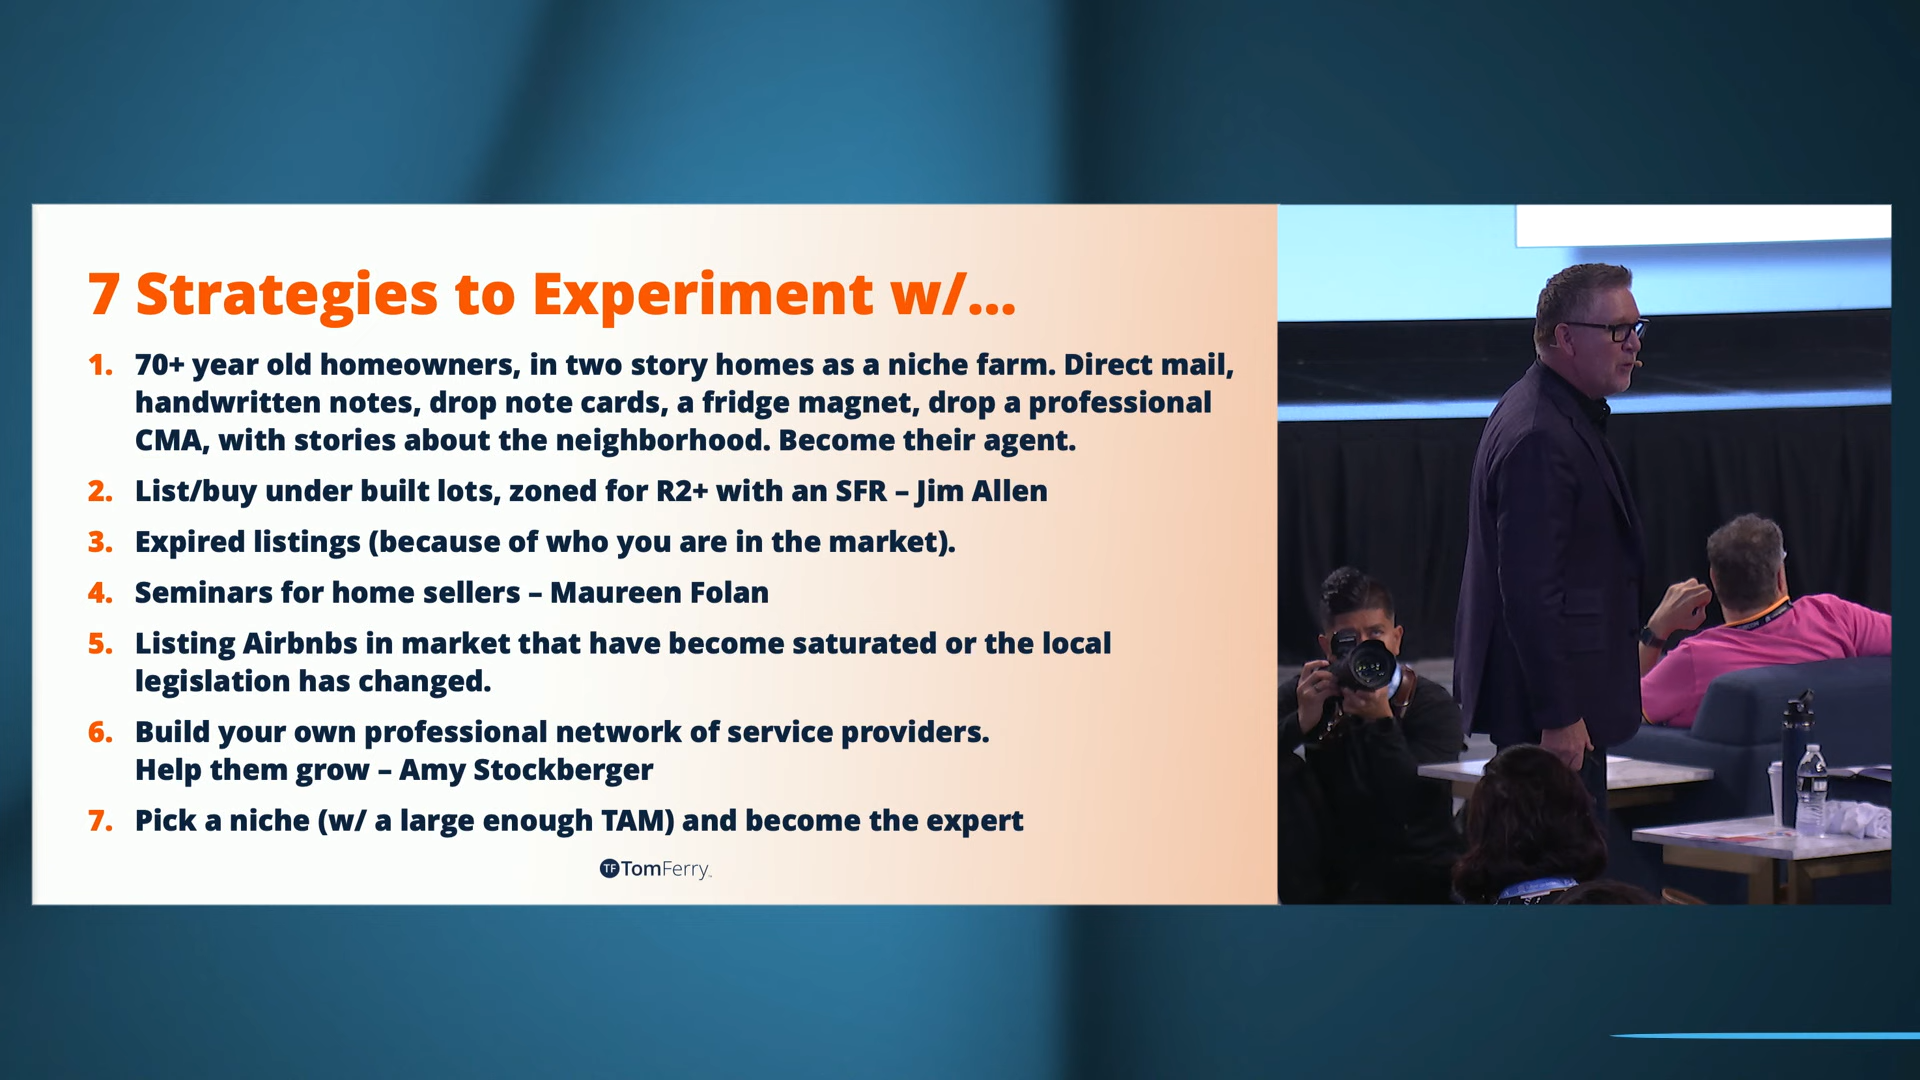 7 Strategies to Experiment w/...
1. 70+ year old homeowners, in two story homes as a niche farm. Direct mail,
handwritten notes, drop note cards, a fridge magnet, drop a professional
CMA, with stories about the neighborhood. Become their agent.
2. List/buy under built lots, zoned for R2+ with an SFR – Jim Allen
3. Expired listings (because of who you are in the market).
4. Seminars for home sellers – Maureen Folan
5. Listing Airbnbs in market that have become saturated or the local
legislation has changed.
6. Build your own professional network of service providers.
Help them grow – Amy Stockberger
7. Pick a niche (w/ a large enough TAM) and become the expert
TF TomFerry